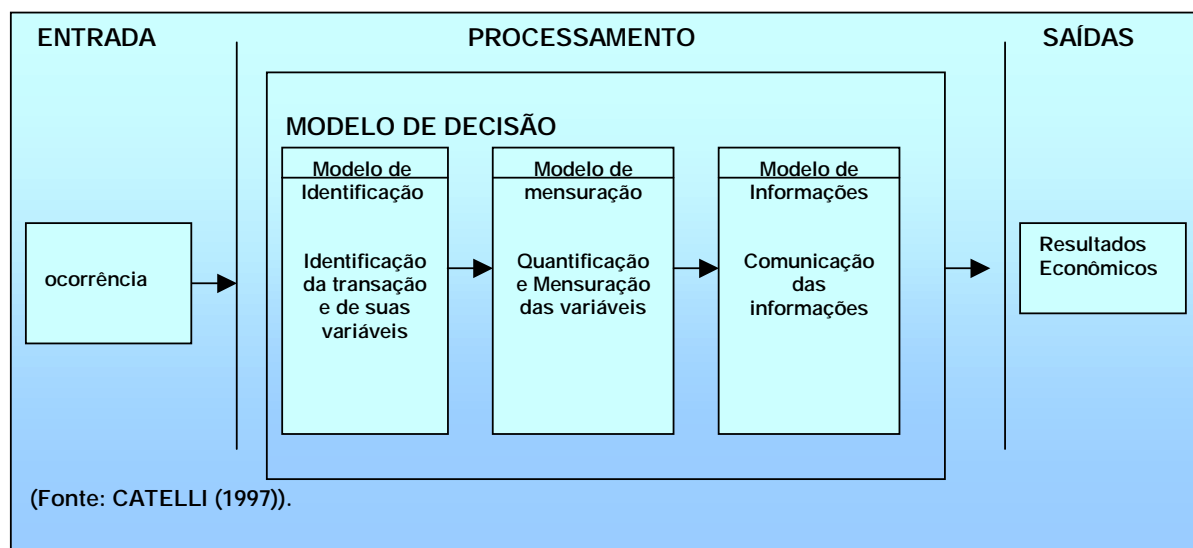 ENTRADA
PROCESSAMENTO
SAÍDAS
MODELO DE DECISÃO
Modelo de
Identificação
Identificação
da transação
e de suas
variáveis
Modelo de
mensuração
Quantificação
e Mensuração
das variáveis
Modelo de
Informações
Comunicação
das
informações
ocorrência
Resultados
Econômicos
(Fonte: CATELLI (1997)).